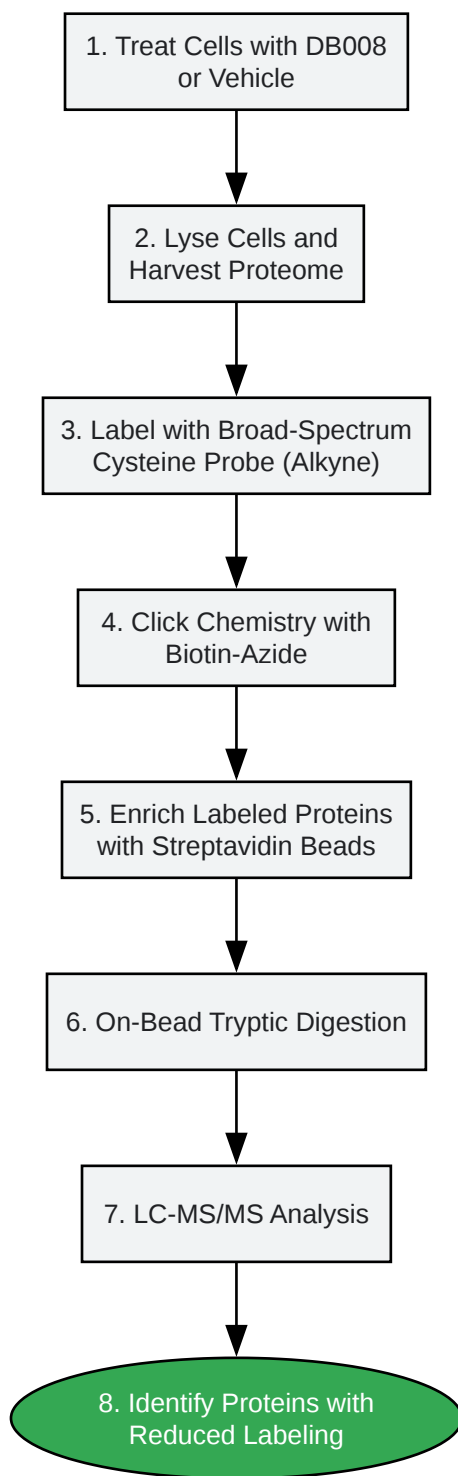 1. Treat Cells with DB008
or Vehicle
2. Lyse Cells and
Harvest Proteome
3. Label with Broad-Spectrum
Cysteine Probe (Alkyne)
4. Click Chemistry with
Biotin-Azide
5. Enrich Labeled Proteins
with Streptavidin Beads
6. On-Bead Tryptic Digestion
7. LC-MS/MS Analysis
8. Identify Proteins with
Reduced Labeling